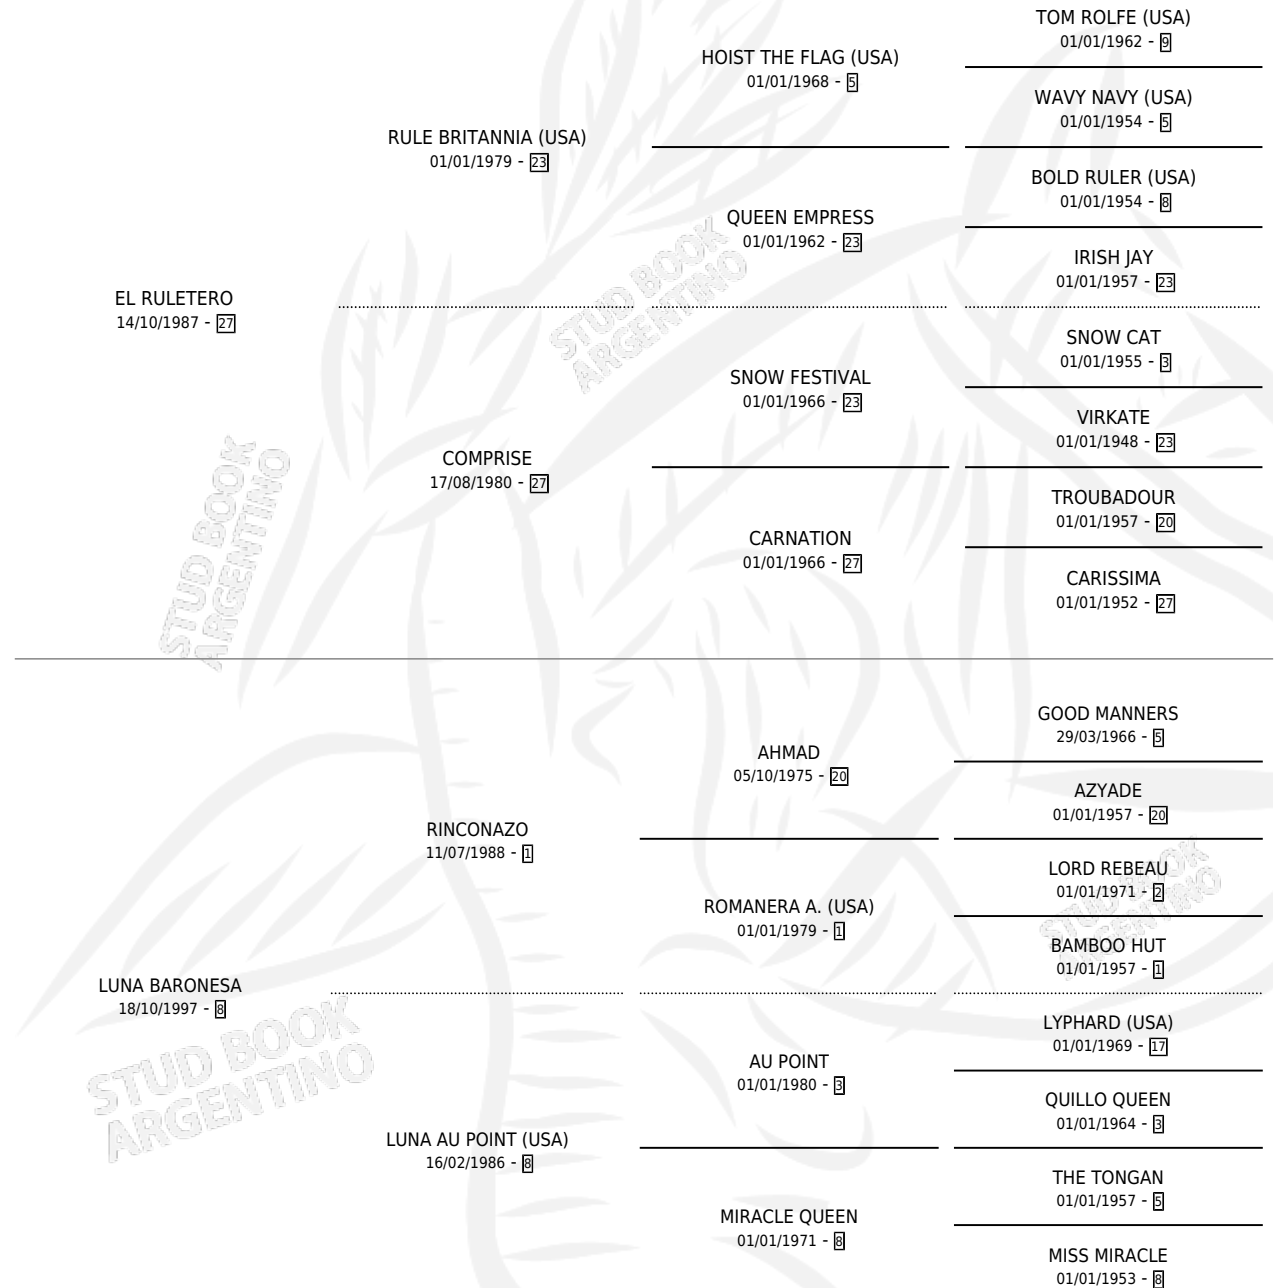 TOM ROLFE (USA)
01/01/1962 - 9
HOIST THE FLAG (USA)
01/01/1968 - 5
WAVY NAVY (USA)
01/01/1954 - 5
RULE BRITANNIA (USA)
01/01/1979 - 23
BOLD RULER (USA)
01/01/1954 - 8
QUEEN EMPRESS
01/01/1962 - 23
IRISH JAY
01/01/1957 - 23
EL RULETERO
14/10/1987 - 27
STUD BOOK
ARGENTINO
SNOW CAT
01/01/1955 - 3
SNOW FESTIVAL
01/01/1966 - 23
VIRKATE
01/01/1948 - 23
COMPRISE
17/08/1980 - 27
TROUBADOUR
01/01/1957 - 20
CARNATION
01/01/1966 - 27
CARISSIMA
01/01/1952 - 27
STUD BOOK
ARGENTINO
GOOD MANNERS
29/03/1966 - 5
AHMAD
05/10/1975 - 20
AZYADE
01/01/1957 - 20
RINCONAZO
11/07/1988 - 1
LORD REBEAU
01/01/1971 - 2
ROMANERA A. (USA)
01/01/1979 - 1
STUD BOOK
ARGENTINO
BAMBOO HUT
01/01/1957 - 1
LUNA BARONESA
18/10/1997 - 8
STUD BOOK
ARGENTINO
LYPHARD (USA)
01/01/1969 - 17
AU POINT
01/01/1980 - 3
QUILLO QUEEN
01/01/1964 - 3
LUNA AU POINT (USA)
16/02/1986 - 8
THE TONGAN
01/01/1957 - 5
MIRACLE QUEEN
01/01/1971 - 8
MISS MIRACLE
01/01/1953 - 8